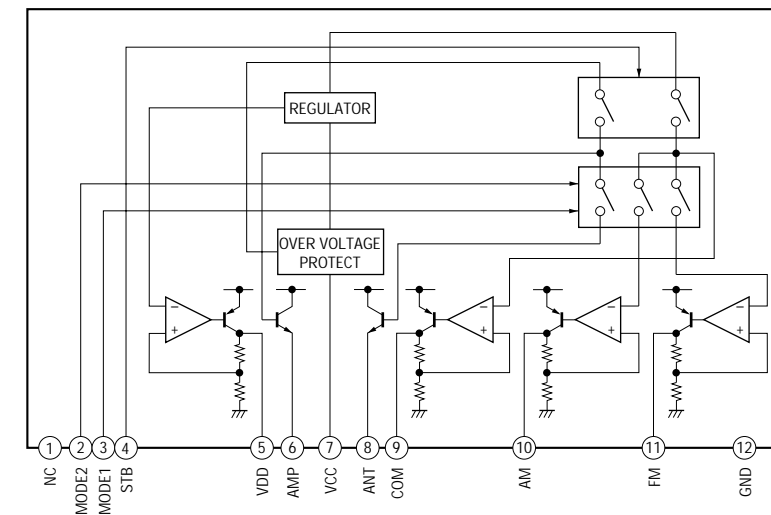 REGULATOR
OVER VOLTAGE
PROTECT
− + − + − + − +
1 2 3 4 5 6 7 8 9 10 11 12
NC MODE2 MODE1 STB VDD AMP VCC ANT COM AM FM GND